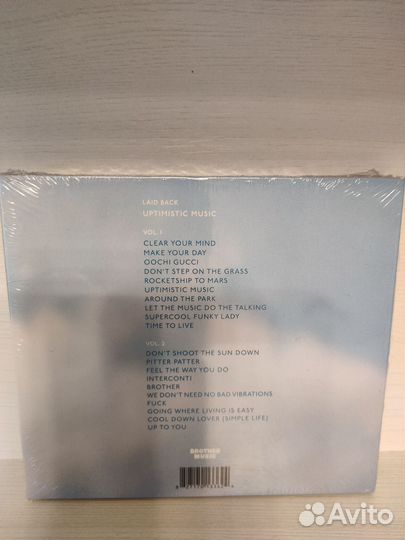 LAID BACK
UPTIMISTIC MUSIC
VOL. 1
CLEAR YOUR MIND
MAKE YOUR DAY
OOCHI GUCCI
DON'T STEP ON THE GRASS
ROCKETSHIP TO MARS
UPTIMISTIC MUSIC
AROUND THE PARK
LET THE MUSIC DO THE TALKING
SUPERCOOL FUNKY LADY
TIME TO LIVE
VOL. 2
DON'T SHOOT THE SUN DOWN
PITTER PATTER
FEEL THE WAY YOU DO
INTERCONTI
BROTHER
WE DON'T NEED NO BAD VIBRATIONS
FUCK
GOING WHERE LIVING IS EASY
COOL DOWN LOVER (SIMPLE LIFE)
UP TO YOU
BROTHER
MUSIC
Avito